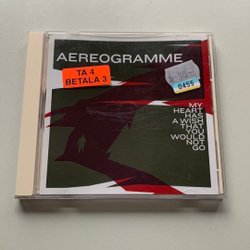 AEREOGRAMME
TA 4
BETALA 3
0455
MY
HEART
HAS
A WISH
THAT
YOU
WOULD
NOT
GO